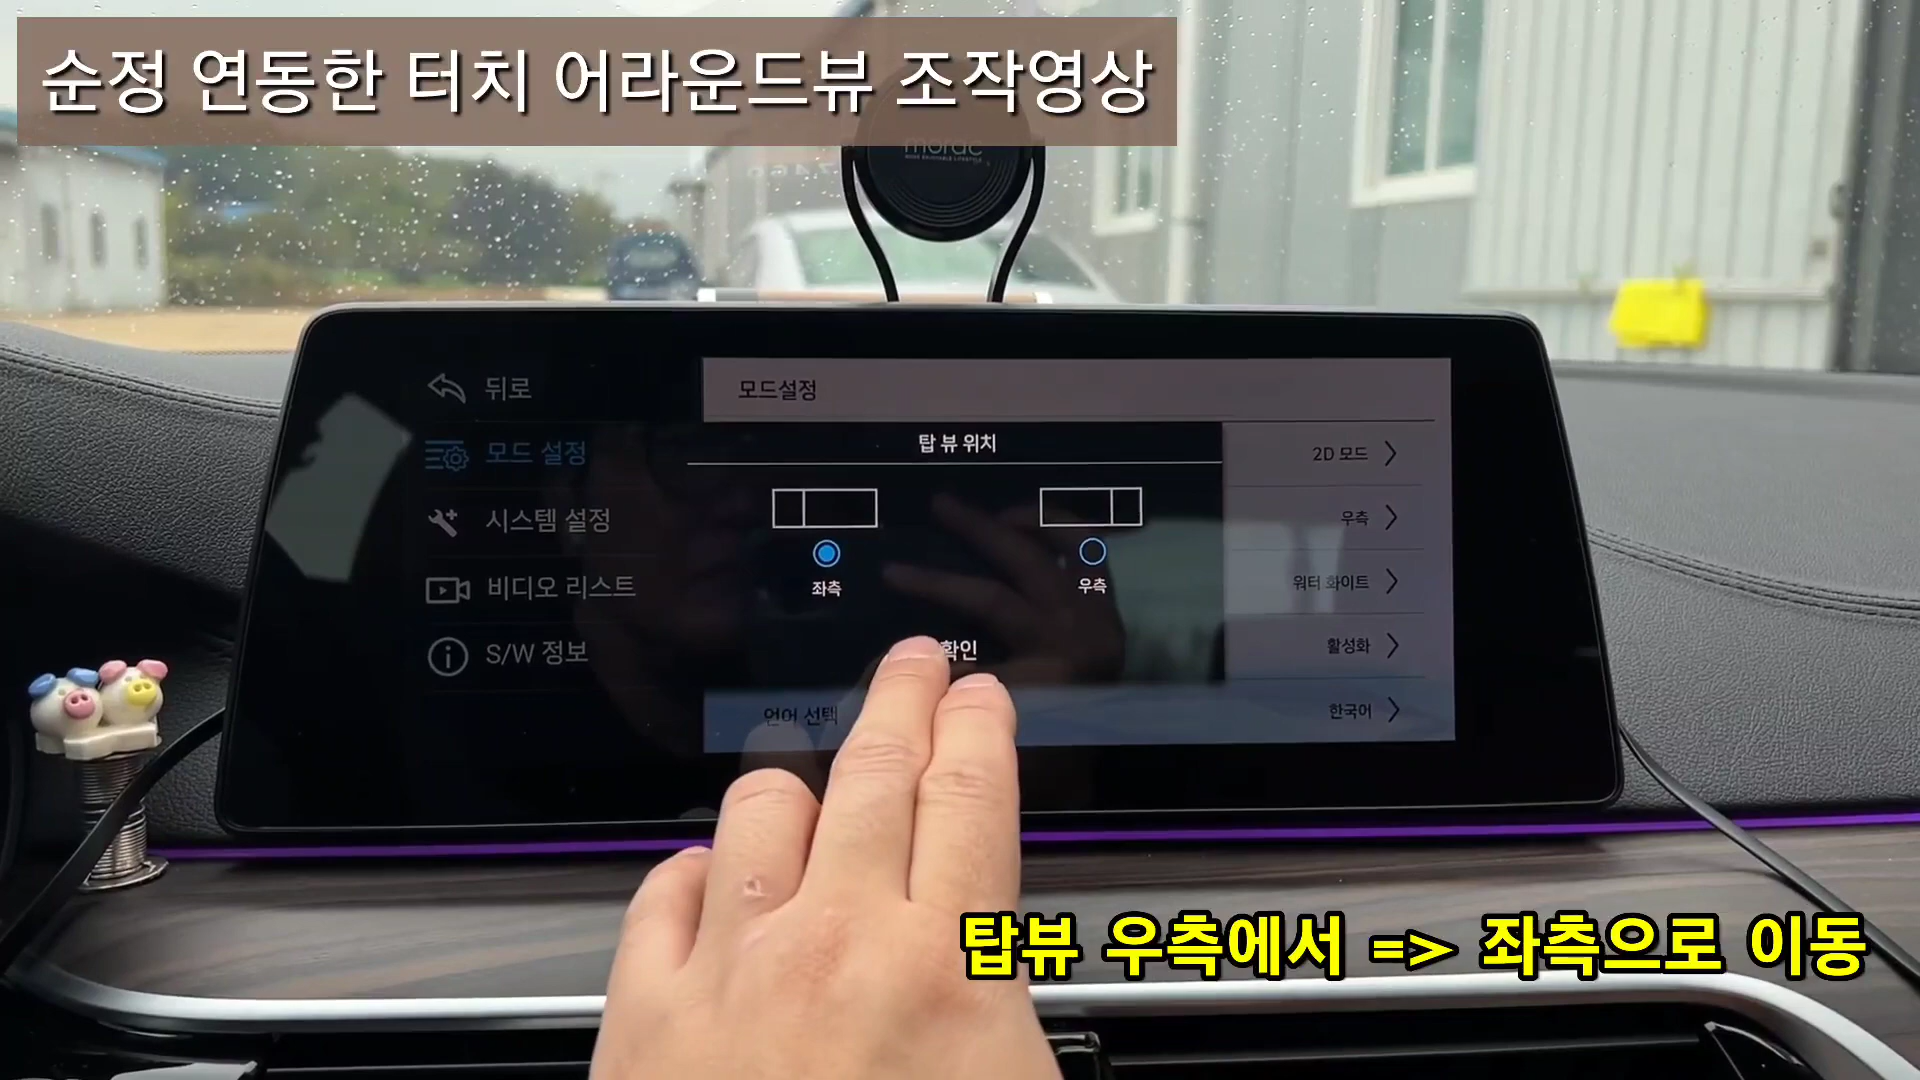 순정 연동한 터치 어라운드뷰 조작영상
morac
뒤로
모드 설정
시스템 설정
비디오 리스트
S/W 정보
모드설정
탑 뷰 위치
좌측
우측
확인
언어 선택
2D 모드
우측
워터 화이트
활성화
한국어
탑뷰 우측에서 => 좌측으로 이동